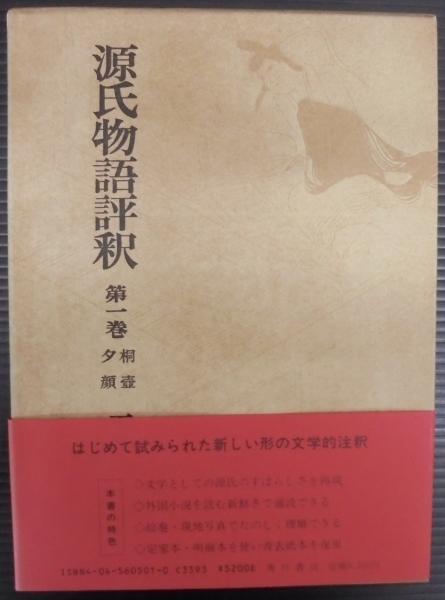 源氏物語評釈
第一巻
桐壺
夕顔
はじめて試みられた新しい形の文学的注釈
本書の特色
◇文学としての源氏のすばらしさを再現
◇外国小説を読む新鮮さで通読できる
◇絵巻・現地写真でたのしく理解できる
◇定家本・明融本を使い青表紙本を復原
ISBN4-04-560501-0 C3393 ¥5200E 角川書店